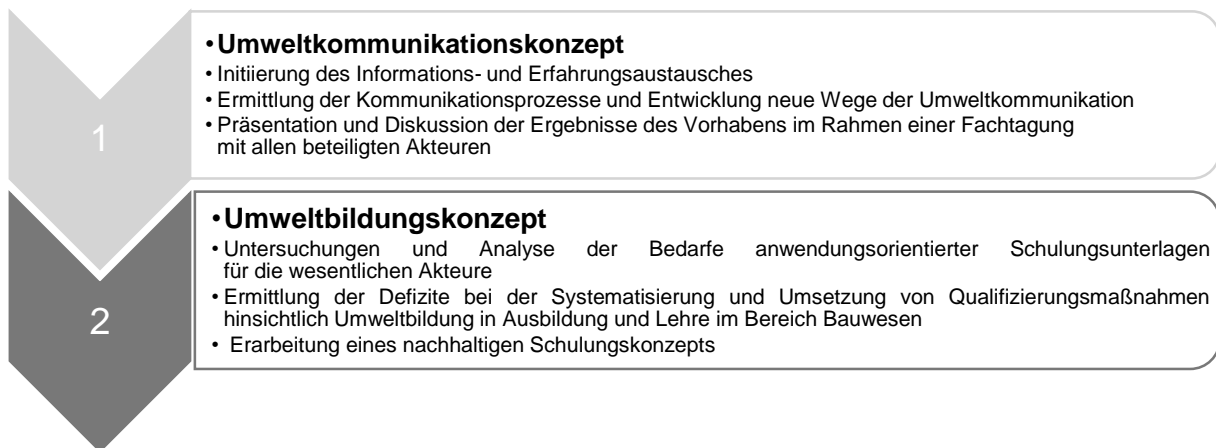 1
•Umweltkommunikationskonzept
• Initiierung des Informations- und Erfahrungsaustausches
• Ermittlung der Kommunikationsprozesse und Entwicklung neue Wege der Umweltkommunikation
• Präsentation und Diskussion der Ergebnisse des Vorhabens im Rahmen einer Fachtagung
mit allen beteiligten Akteuren
2
•Umweltbildungskonzept
• Untersuchungen und Analyse der Bedarfe anwendungsorientierter Schulungsunterlagen
für die wesentlichen Akteure
• Ermittlung der Defizite bei der Systematisierung und Umsetzung von Qualifizierungsmaßnahmen
hinsichtlich Umweltbildung in Ausbildung und Lehre im Bereich Bauwesen
• Erarbeitung eines nachhaltigen Schulungskonzepts